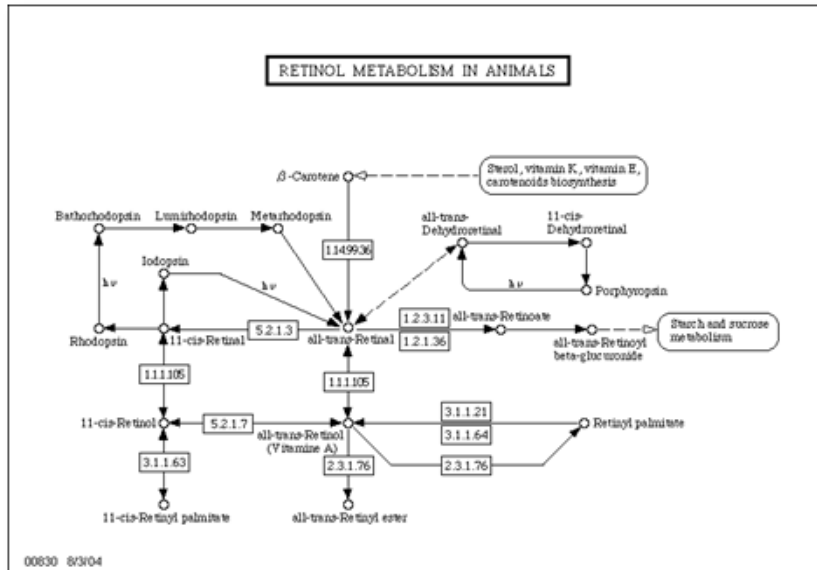 RETINOL METABOLISM IN ANIMALS
β-Carotene
Sterol, vitamin K, vitamin E,
carotenoids biosynthesis
Bathorhodopsin
Lumirhodopsin
Metarhodopsin
all-trans-
Dehydroretinal
11-cis-
Dehydroretinal
1.14.99.36
Iodopsin
hν
hν
hν
Porphyropsin
Rhodopsin
11-cis-Retinal
5.2.1.3
all-trans-Retinal
1.2.3.11
1.2.1.36
all-trans-Retinoate
all-trans-Retinoyl
beta-glucuronide
Starch and sucrose
metabolism
1.1.1.105
1.1.1.105
11-cis-Retinol
5.2.1.7
all-trans-Retinol
(Vitamine A)
3.1.1.21
3.1.1.64
Retinyl palmitate
3.1.1.63
2.3.1.76
2.3.1.76
11-cis-Retinyl palmitate
all-trans-Retinyl ester
00830 8/3/04